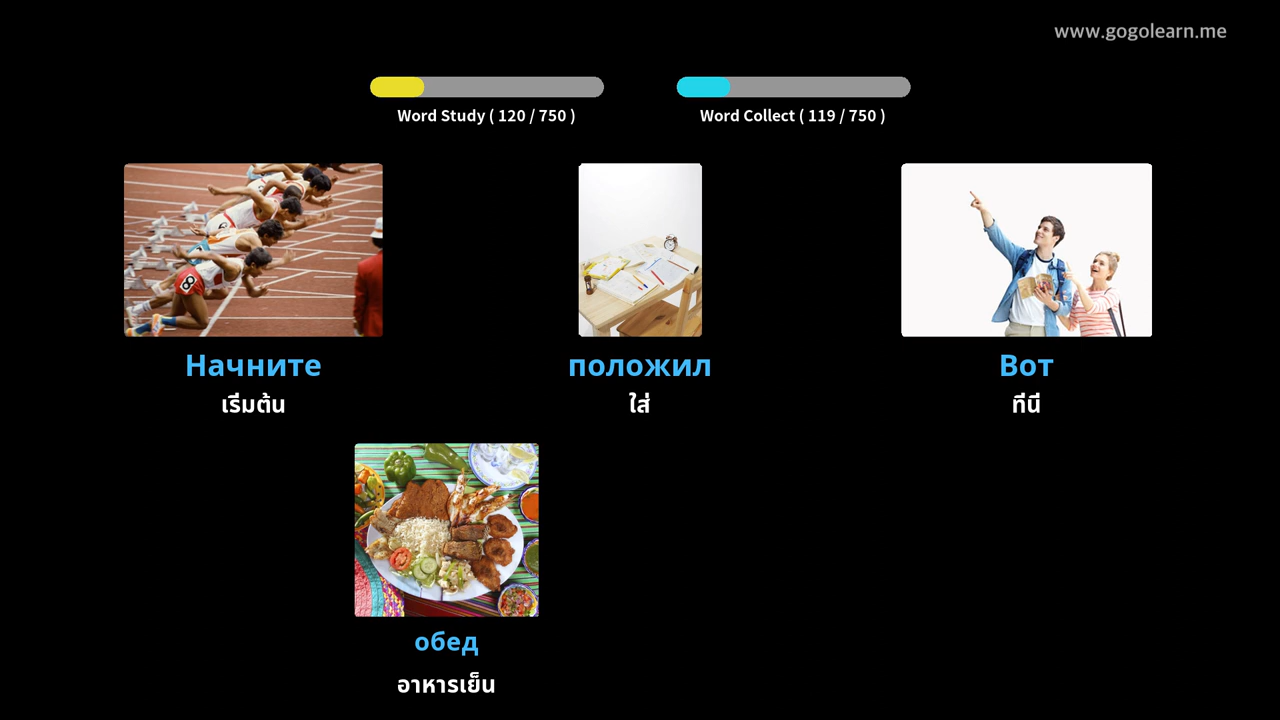 www.gogolearn.me
Word Study ( 120 / 750 )
Word Collect ( 119 / 750 )
Начните
положил
Вот
เริ่มต้น
ใส่
ที่นี่
обед
อาหารเย็น